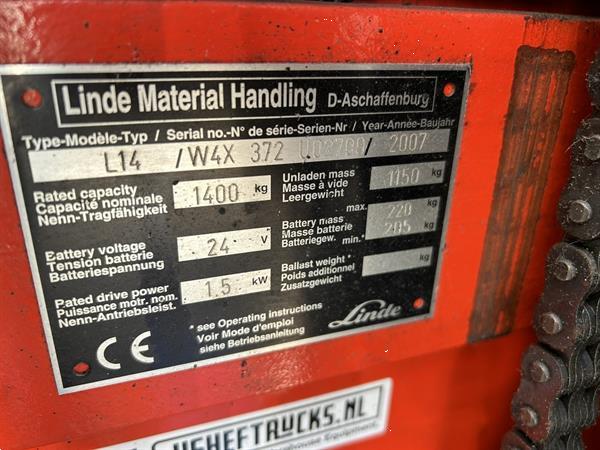 Linde Material Handling D-Aschaffenburg
Type-Modèle-Typ / Serial no.-N° de série-Serien-Nr / Year-Année-Baujahr
L14 /W4X 372 / 2007
Rated capacity
Capacité nominale
Nenn-Tragfähigkeit
1400 kg
Unladen mass
Masse à vide
Leergewicht
1150 kg
Battery voltage
Tension batterie
Batteriespannung
24 V
max. 220
Battery mass
Masse batterie
Batteriegew. min. 205 kg
Rated drive power
Puissance motr. nom.
Nenn-Antriebsleist.
1.5 kW
Ballast weight *
Poids additionnel
Zusatzgewicht
kg
* see Operating instructions
Voir Mode d'emploi
siehe Betriebsanleitung
Linde
CE